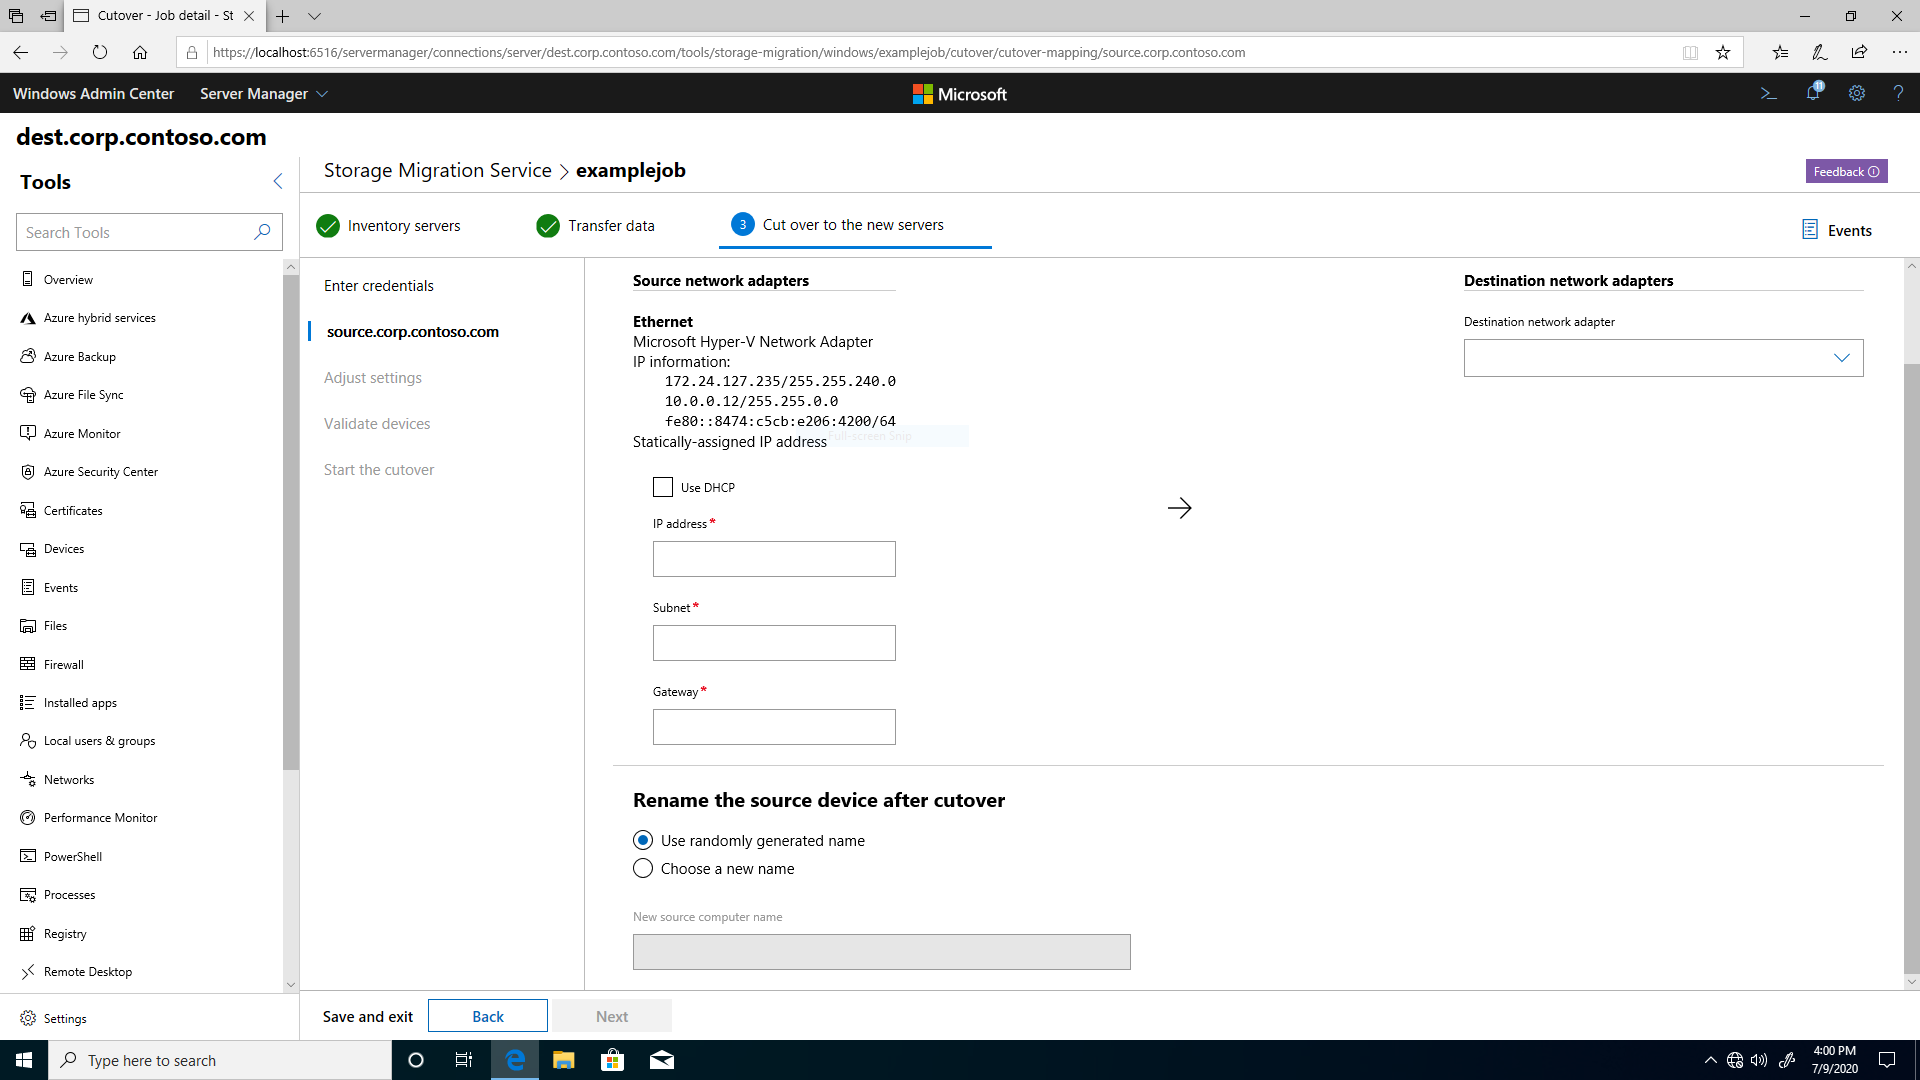 Cutover - Job detail - St
https://localhost:6516/servermanager/connections/server/dest.corp.contoso.com/tools/storage-migration/windows/examplejob/cutover/cutover-mapping/source.corp.contoso.com
Windows Admin Center
Server Manager
Microsoft
dest.corp.contoso.com
Tools
Search Tools
Overview
Azure hybrid services
Azure Backup
Azure File Sync
Azure Monitor
Azure Security Center
Certificates
Devices
Events
Files
Firewall
Installed apps
Local users & groups
Networks
Performance Monitor
PowerShell
Processes
Registry
Remote Desktop
Settings
Storage Migration Service > examplejob
Feedback
Inventory servers
Transfer data
3 Cut over to the new servers
Events
Enter credentials
source.corp.contoso.com
Adjust settings
Validate devices
Start the cutover
Source network adapters
Ethernet
Microsoft Hyper-V Network Adapter
IP information:
172.24.127.235/255.255.240.0
10.0.0.12/255.255.0.0
fe80::8474:c5cb:e206:4200/64
Full-screen Snip
Statically-assigned IP address
Use DHCP
IP address*
Subnet*
Gateway*
Destination network adapters
Destination network adapter
Rename the source device after cutover
Use randomly generated name
Choose a new name
New source computer name
Save and exit
Back
Next
Type here to search
4:00 PM
7/9/2020